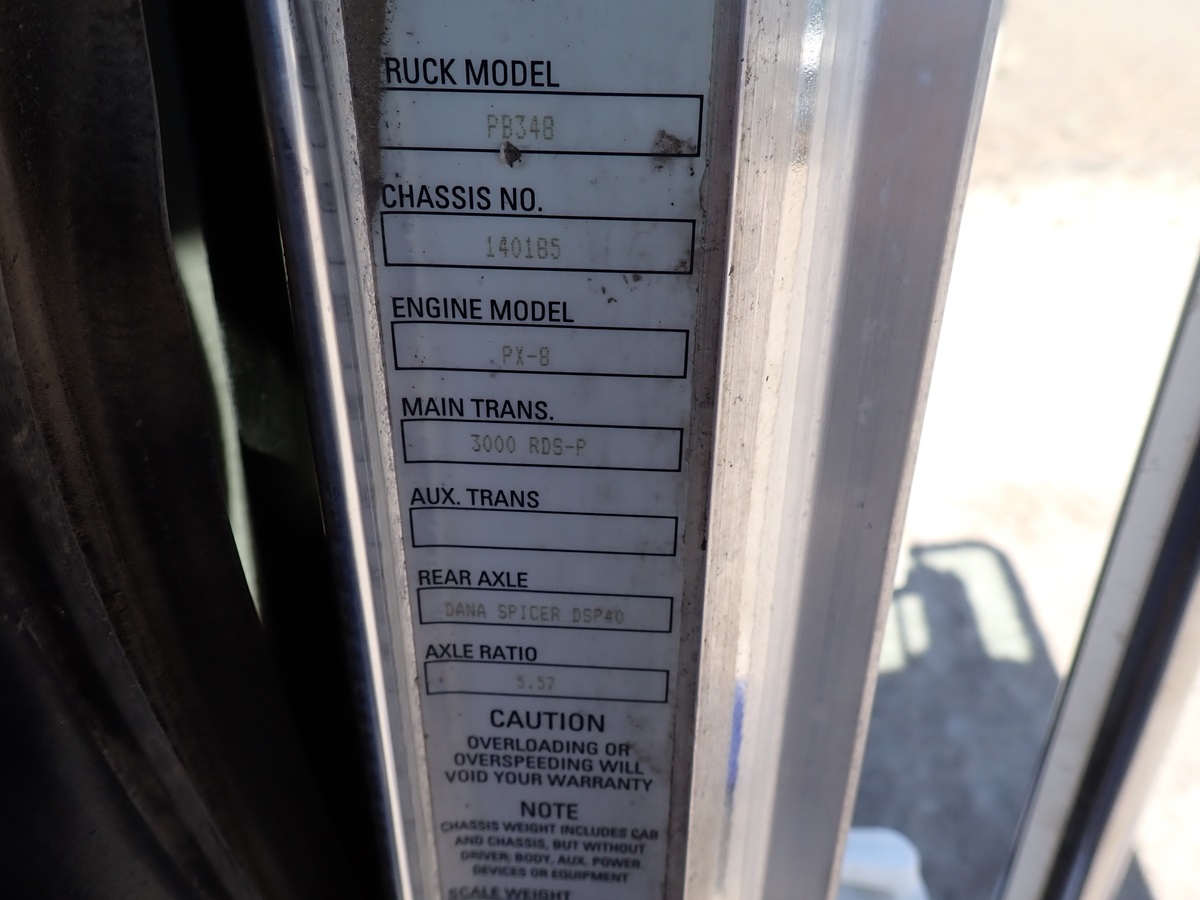 RUCK MODEL
PB348
CHASSIS NO.
140185
ENGINE MODEL
PX-8
MAIN TRANS.
3000 RDS-P
AUX. TRANS
REAR AXLE
DANA SPICER DSP40
AXLE RATIO
5.57
CAUTION
OVERLOADING OR
OVERSPEEDING WILL
VOID YOUR WARRANTY
NOTE
CHASSIS WEIGHT INCLUDES CAB
AND CHASSIS, BUT WITHOUT
DRIVER, BODY, AUX. POWER
DEVICES OR EQUIPMENT
SCALE WEIGHT